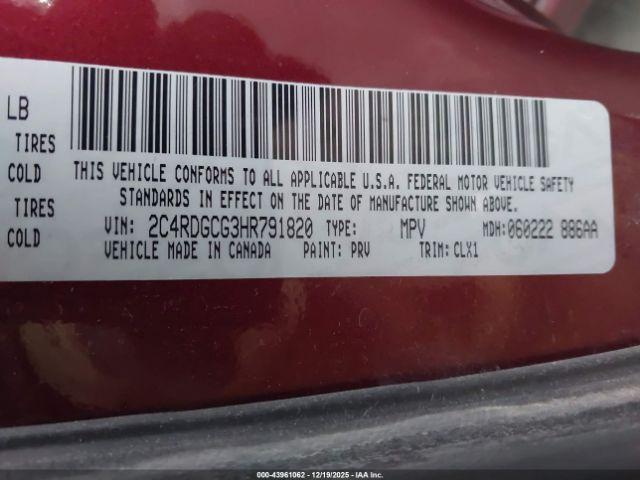 LB
TIRES
COLD
TIRES
COLD
THIS VEHICLE CONFORMS TO ALL APPLICABLE U.S.A. FEDERAL MOTOR VEHICLE SAFETY
STANDARDS IN EFFECT ON THE DATE OF MANUFACTURE SHOWN ABOVE.
VIN: 2C4RDGCG3HR791820 TYPE: MPV MDH:060222 886AA
VEHICLE MADE IN CANADA PAINT: PRV TRIM: CLX1
000-43961062 - 12/19/2025 - IAA Inc.